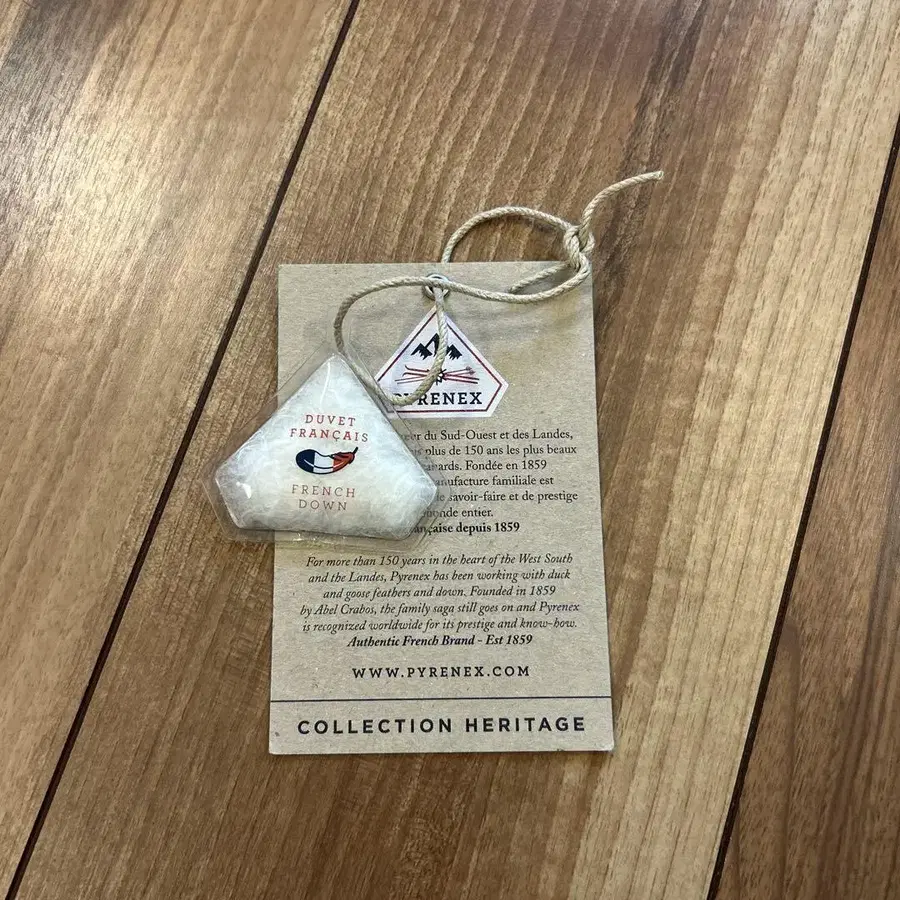 PYRENEX
DUVET
FRANÇAIS
FRENCH
DOWN
du Sud-Ouest et des Landes,
plus de 150 ans les plus beaux
Fondée en 1859
familiale est
savoir-faire et de prestige
entier.
depuis 1859
For more than 150 years in the heart of the West South
and the Landes, Pyrenex has been working with duck
and goose feathers and down. Founded in 1859
by Abel Crabos, the family saga still goes on and Pyrenex
is recognized worldwide for its prestige and know-how.
Authentic French Brand - Est 1859
WWW.PYRENEX.COM
COLLECTION HERITAGE